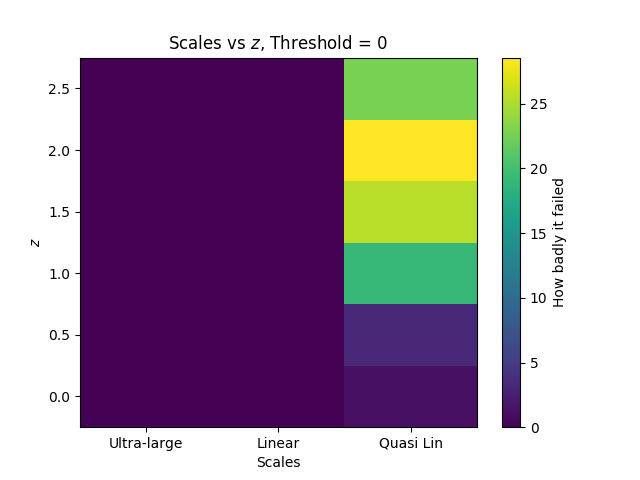 Scales vs z, Threshold = 0
2.5
2.0
1.5
1.0
0.5
0.0
z
Ultra-large
Linear
Quasi Lin
Scales
25
20
15
10
5
0
How badly it failed